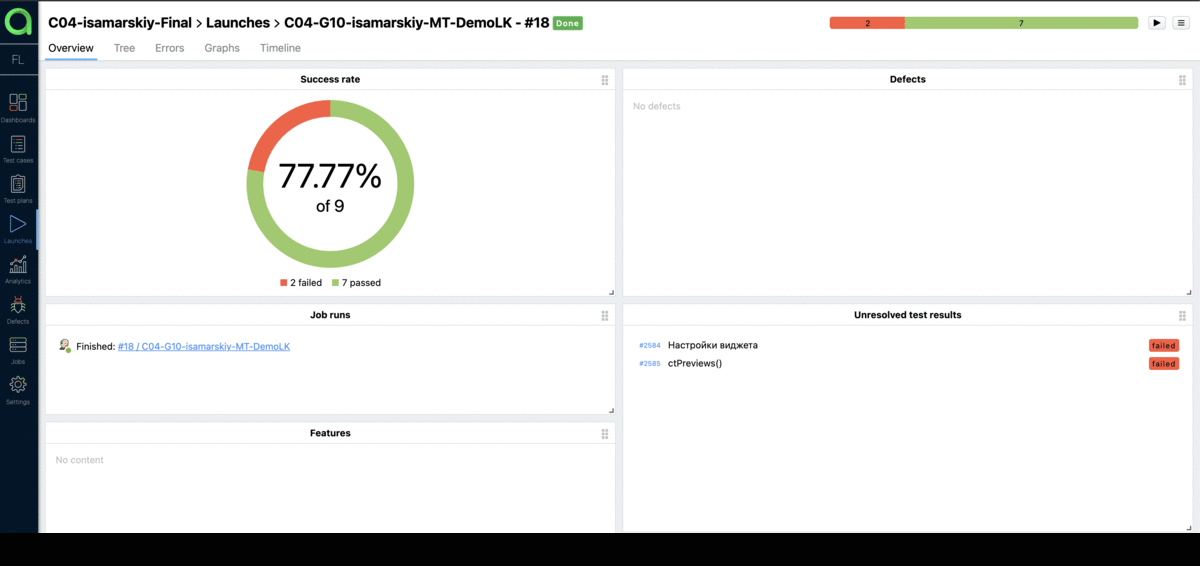 C04-isamarskiy-Final > Launches > C04-G10-isamarskiy-MT-DemoLK - #18 Done
2 7
FL
Overview Tree Errors Graphs Timeline
Dashboards
Test cases
Test plans
Launches
Analytics
Defects
Jobs
Settings
Success rate
77.77%
of 9
2 failed 7 passed
Defects
No defects
Job runs
Finished: #18 / C04-G10-isamarskiy-MT-DemoLK
Unresolved test results
#2584 Настройки виджета failed
#2585 ctPreviews() failed
Features
No content